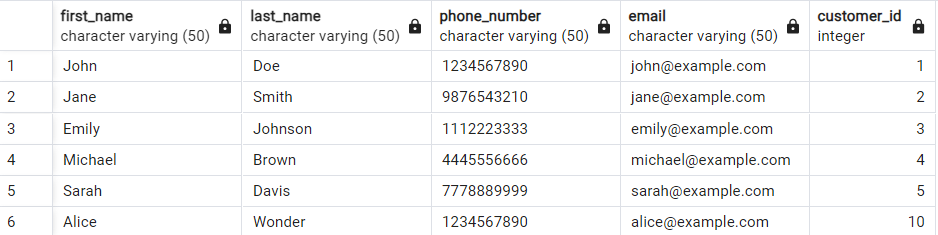 first_name last_name phone_number email customer_id
character varying (50) character varying (50) character varying (50) character varying (50) integer
1 John Doe 1234567890 john@example.com 1
2 Jane Smith 9876543210 jane@example.com 2
3 Emily Johnson 1112223333 emily@example.com 3
4 Michael Brown 4445556666 michael@example.com 4
5 Sarah Davis 7778889999 sarah@example.com 5
6 Alice Wonder 1234567890 alice@example.com 10